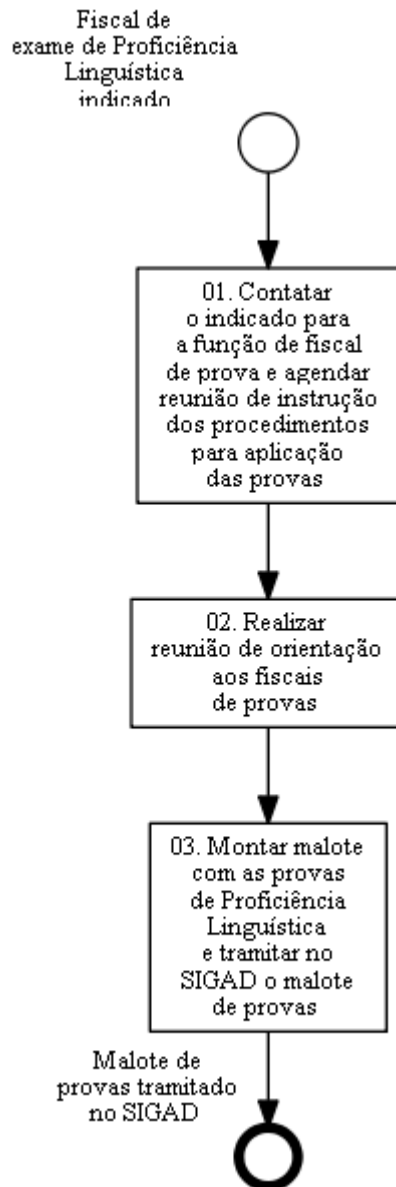 Fiscal de
exame de Proficiência
Linguística
indicado
01. Contatar
o indicado para
a função de fiscal
de prova e agendar
reunião de instrução
dos procedimentos
para aplicação
das provas
02. Realizar
reunião de orientação
aos fiscais
de provas
03. Montar malote
com as provas
de Proficiência
Linguística
e tramitar no
SIGAD o malote
de provas
Malote de
provas tramitado
no SIGAD